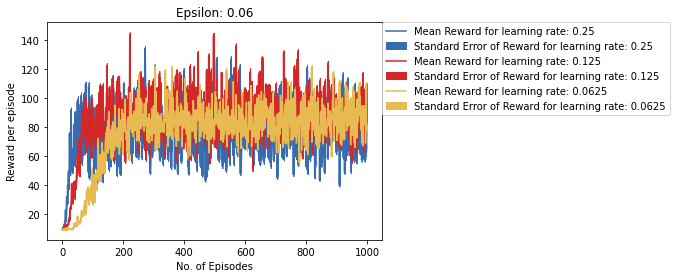 Epsilon: 0.06
Reward per episode
140
120
100
80
60
40
20
0
200
400
600
800
1000
No. of Episodes
Mean Reward for learning rate: 0.25
Standard Error of Reward for learning rate: 0.25
Mean Reward for learning rate: 0.125
Standard Error of Reward for learning rate: 0.125
Mean Reward for learning rate: 0.0625
Standard Error of Reward for learning rate: 0.0625